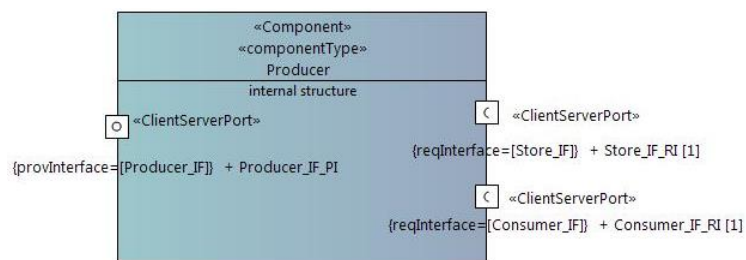 «Component»
«componentType»
Producer
internal structure
«ClientServerPort»
{provInterface=[Producer_IF]} + Producer_IF_PI
«ClientServerPort»
{reqInterface=[Store_IF]} + Store_IF_RI [1]
«ClientServerPort»
{reqInterface=[Consumer_IF]} + Consumer_IF_RI [1]